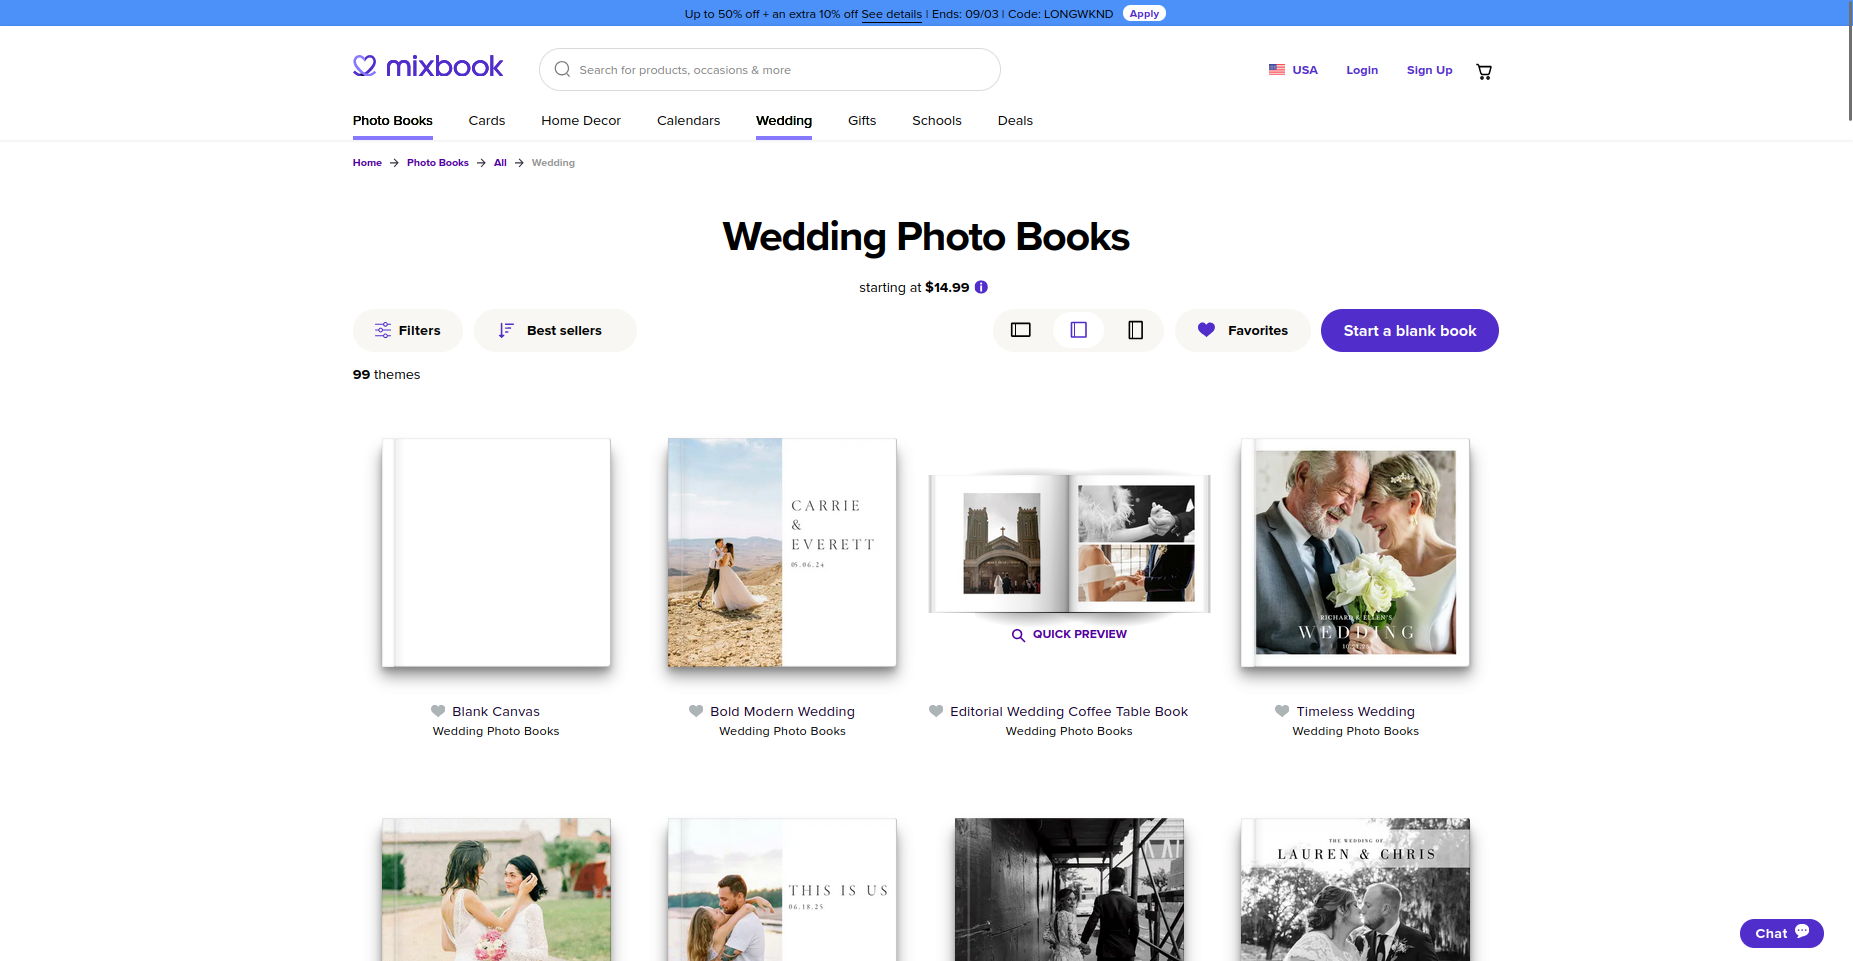 Up to 50% off + an extra 10% off See details | Ends: 09/03 | Code: LONGWKND Apply
mixbook
Search for products, occasions & more
USA
Login
Sign Up
Photo Books
Cards
Home Decor
Calendars
Wedding
Gifts
Schools
Deals
Home → Photo Books → All → Wedding
Wedding Photo Books
starting at $14.99
Filters
Best sellers
Favorites
Start a blank book
99 themes
CARRIE
&
EVERETT
05.06.24
RICHARD & ELLEN'S
WEDDING
QUICK PREVIEW
Blank Canvas
Wedding Photo Books
Bold Modern Wedding
Wedding Photo Books
Editorial Wedding Coffee Table Book
Wedding Photo Books
Timeless Wedding
Wedding Photo Books
THIS IS US
06.18.25
THE WEDDING OF
LAUREN & CHRIS
Chat